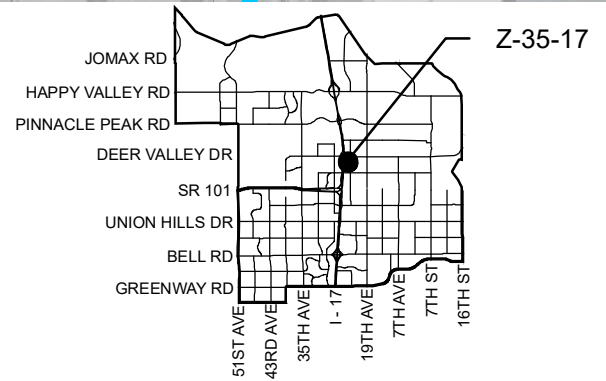 Z-35-17
JOMAX RD
HAPPY VALLEY RD
PINNACLE PEAK RD
DEER VALLEY DR
SR 101
UNION HILLS DR
BELL RD
GREENWAY RD
51ST AVE
43RD AVE
35TH AVE
I - 17
19TH AVE
7TH AVE
7TH ST
16TH ST